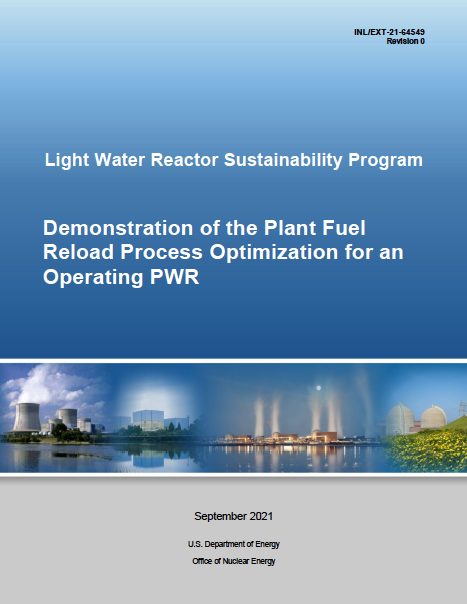 INL/EXT-21-64549
Revision 0
Light Water Reactor Sustainability Program
Demonstration of the Plant Fuel
Reload Process Optimization for an
Operating PWR
September 2021
U.S. Department of Energy
Office of Nuclear Energy